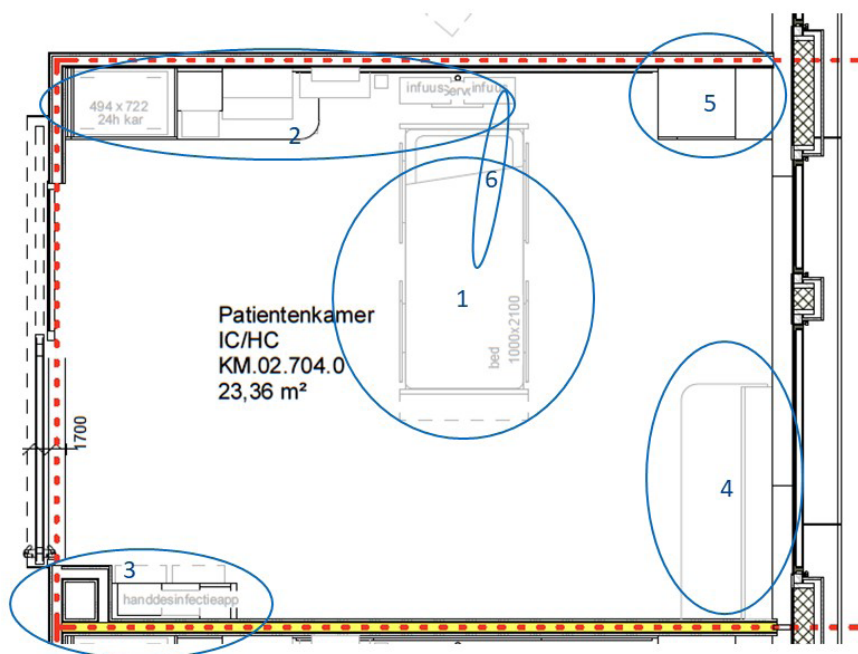 infuus
Servo
infuus
494 x 722
24h kar
2
5
6
1
Patientenkamer
IC/HC
KM.02.704.0
23,36 m²
bed
1000x2100
1700
4
3
handdesinfectieapp